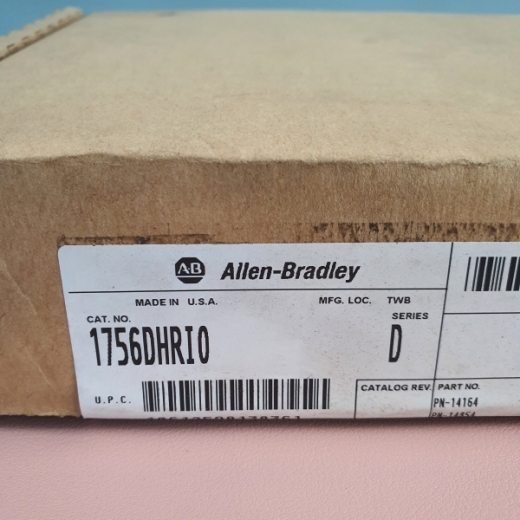 AB Allen-Bradley
MADE IN U.S.A. MFG. LOC. TWB
CAT. NO. SERIES
1756DHRIO D
U.P.C.
CATALOG REV. PART NO.
PN-14164